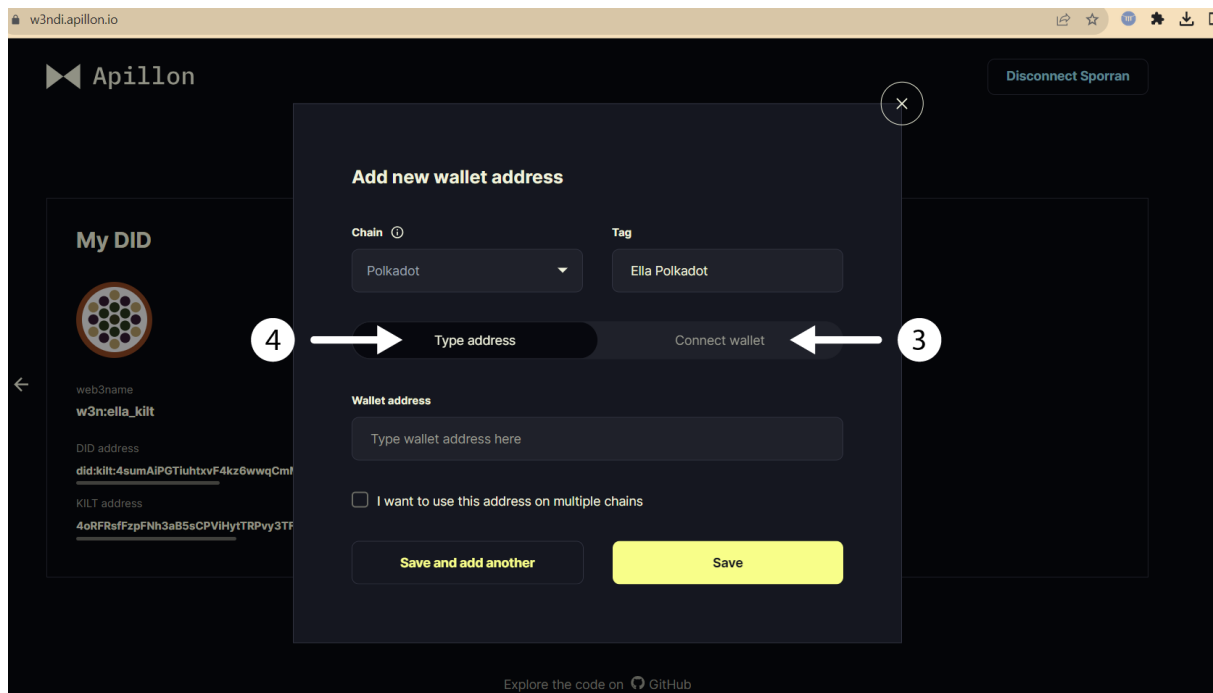 w3ndi.apillon.io
Apillon
Disconnect Sporran
Add new wallet address
My DID
Chain
Tag
Polkadot
Ella Polkadot
4
Type address
Connect wallet
3
web3name
w3n:ella_kilt
Wallet address
Type wallet address here
DID address
did:kilt:4sumAiPGTiuhtxvF4kz6wwqCm
KILT address
4oRFRsfFzpFNh3aB5sCPViHytTRPvy3TF
I want to use this address on multiple chains
Save and add another
Save
Explore the code on GitHub